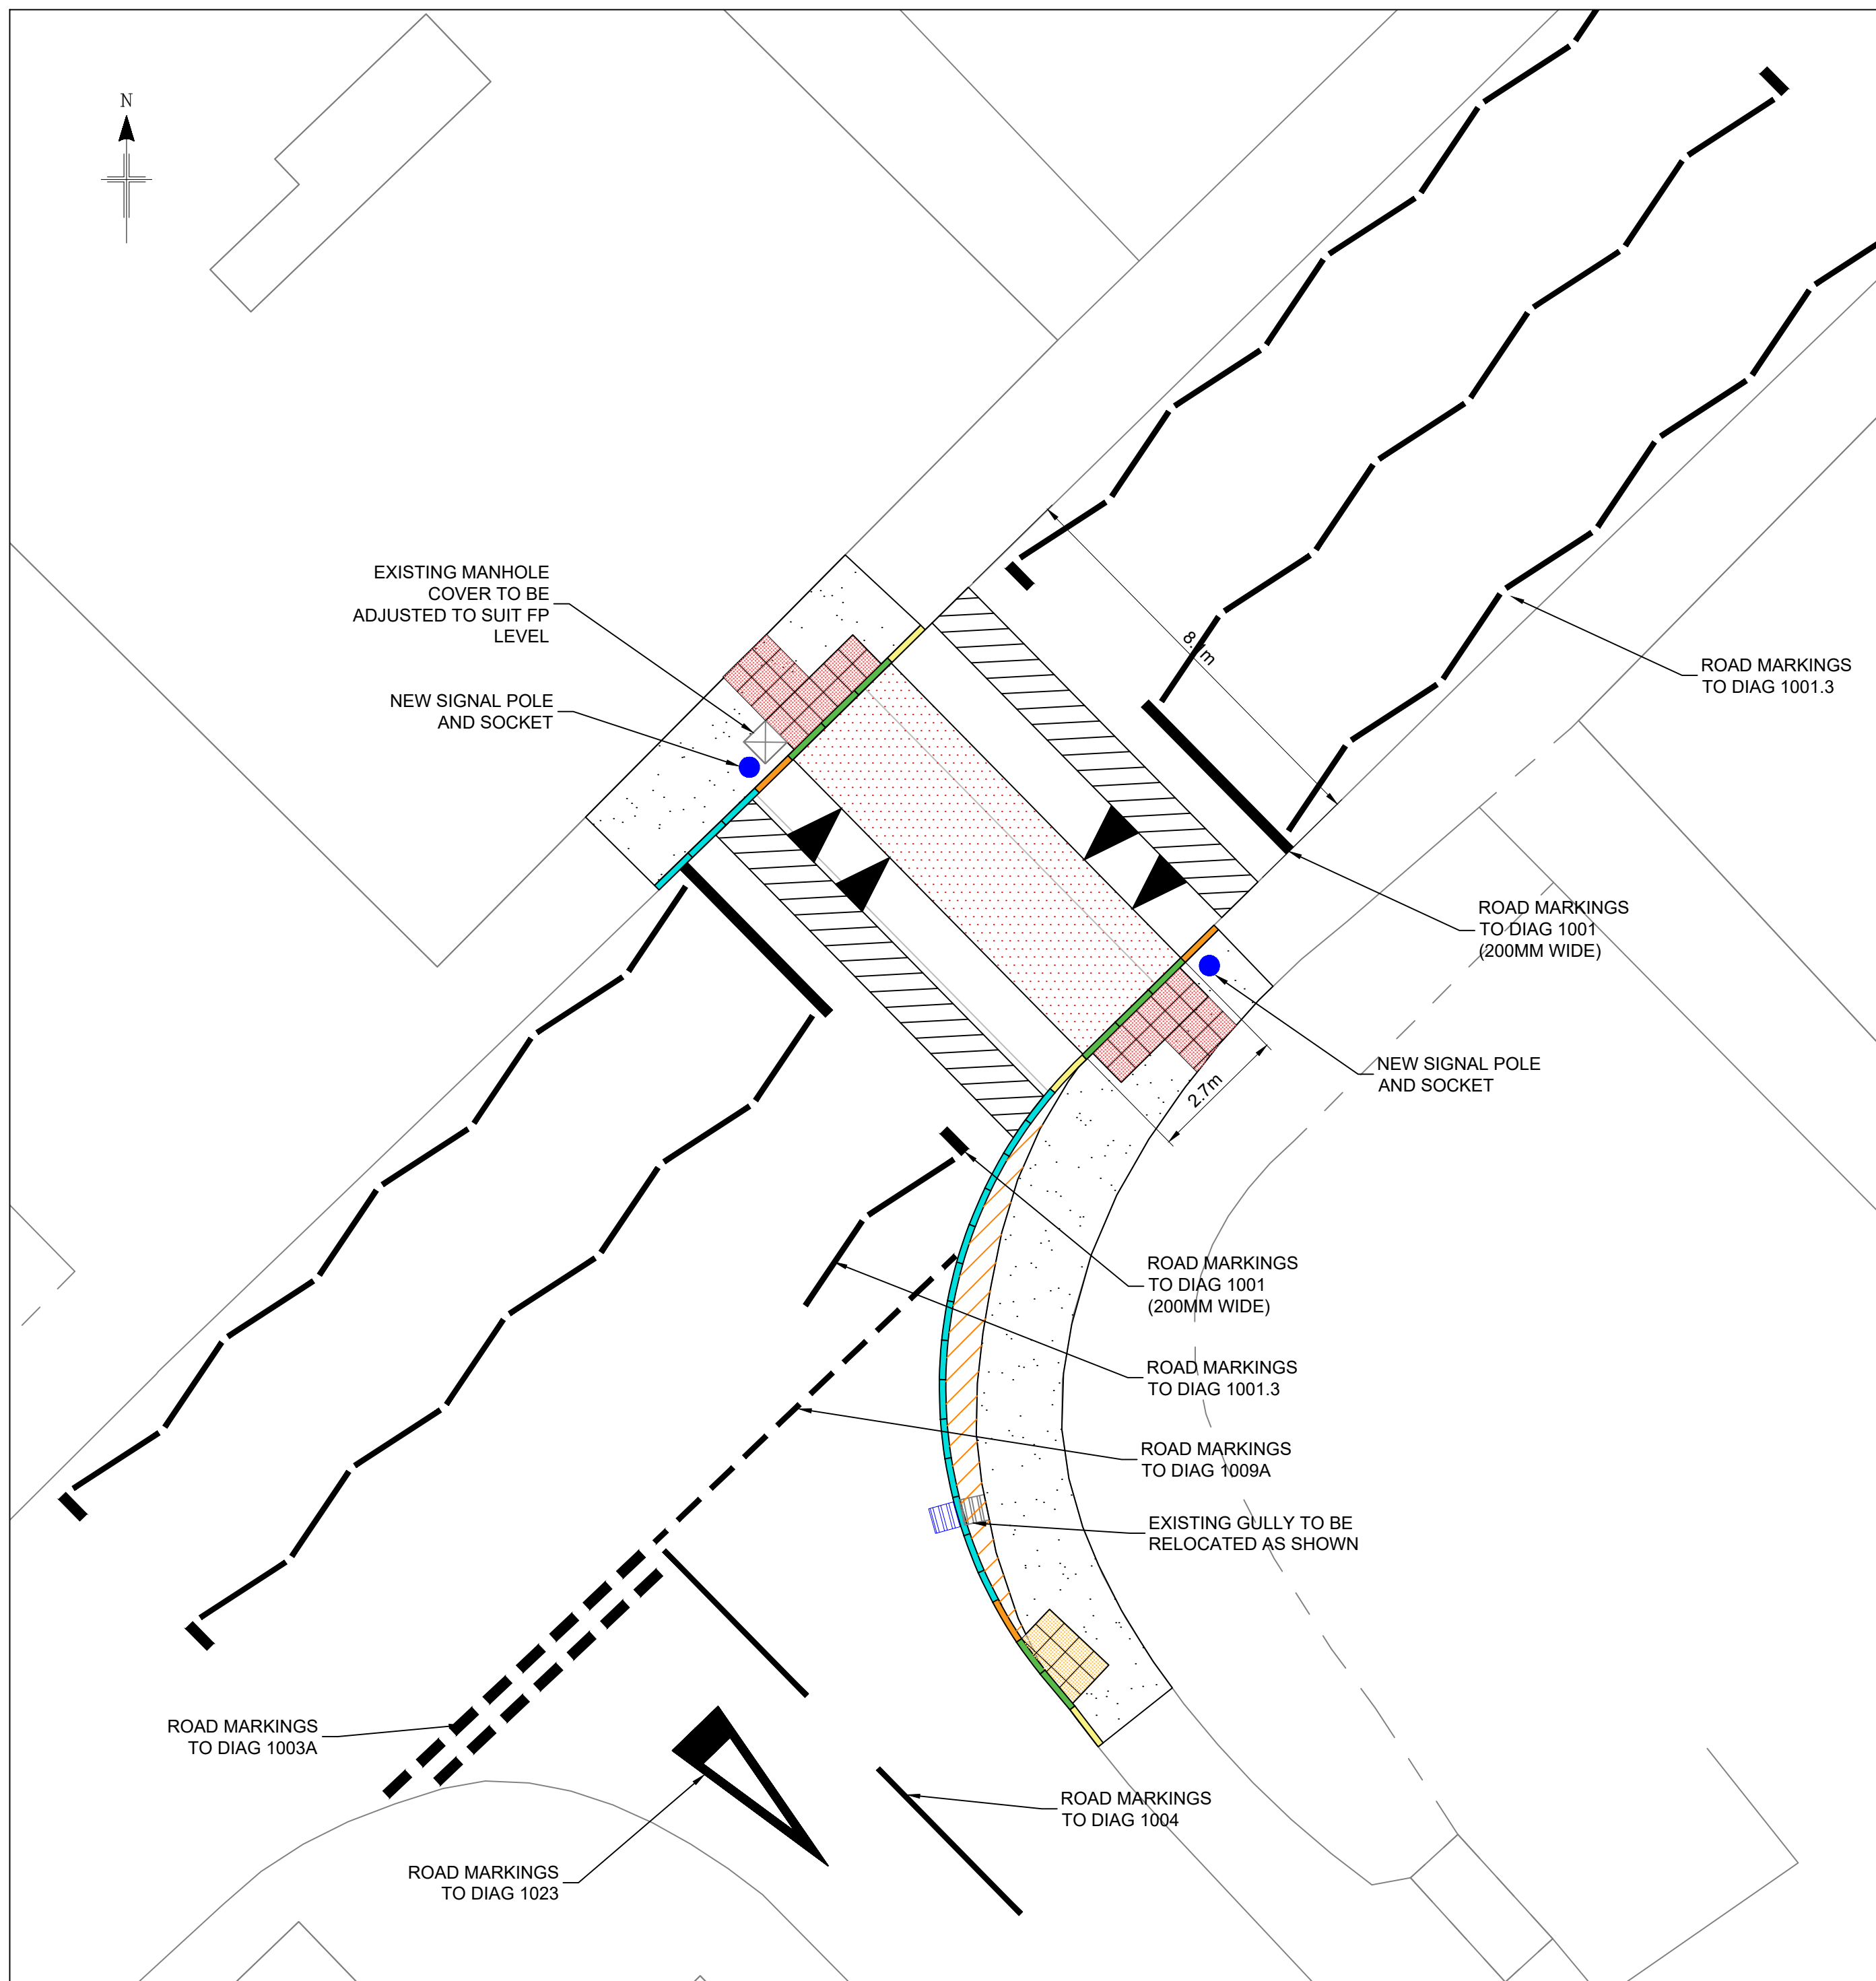 N
EXISTING MANHOLE
COVER TO BE
ADJUSTED TO SUIT FP
LEVEL
NEW SIGNAL POLE
AND SOCKET
ROAD MARKINGS
TO DIAG 1001.3
ROAD MARKINGS
TO DIAG 1001
(200MM WIDE)
NEW SIGNAL POLE
AND SOCKET
2.7m
ROAD MARKINGS
TO DIAG 1001
(200MM WIDE)
ROAD MARKINGS
TO DIAG 1001.3
ROAD MARKINGS
TO DIAG 1009A
EXISTING GULLY TO BE
RELOCATED AS SHOWN
ROAD MARKINGS
TO DIAG 1003A
ROAD MARKINGS
TO DIAG 1004
ROAD MARKINGS
TO DIAG 1023